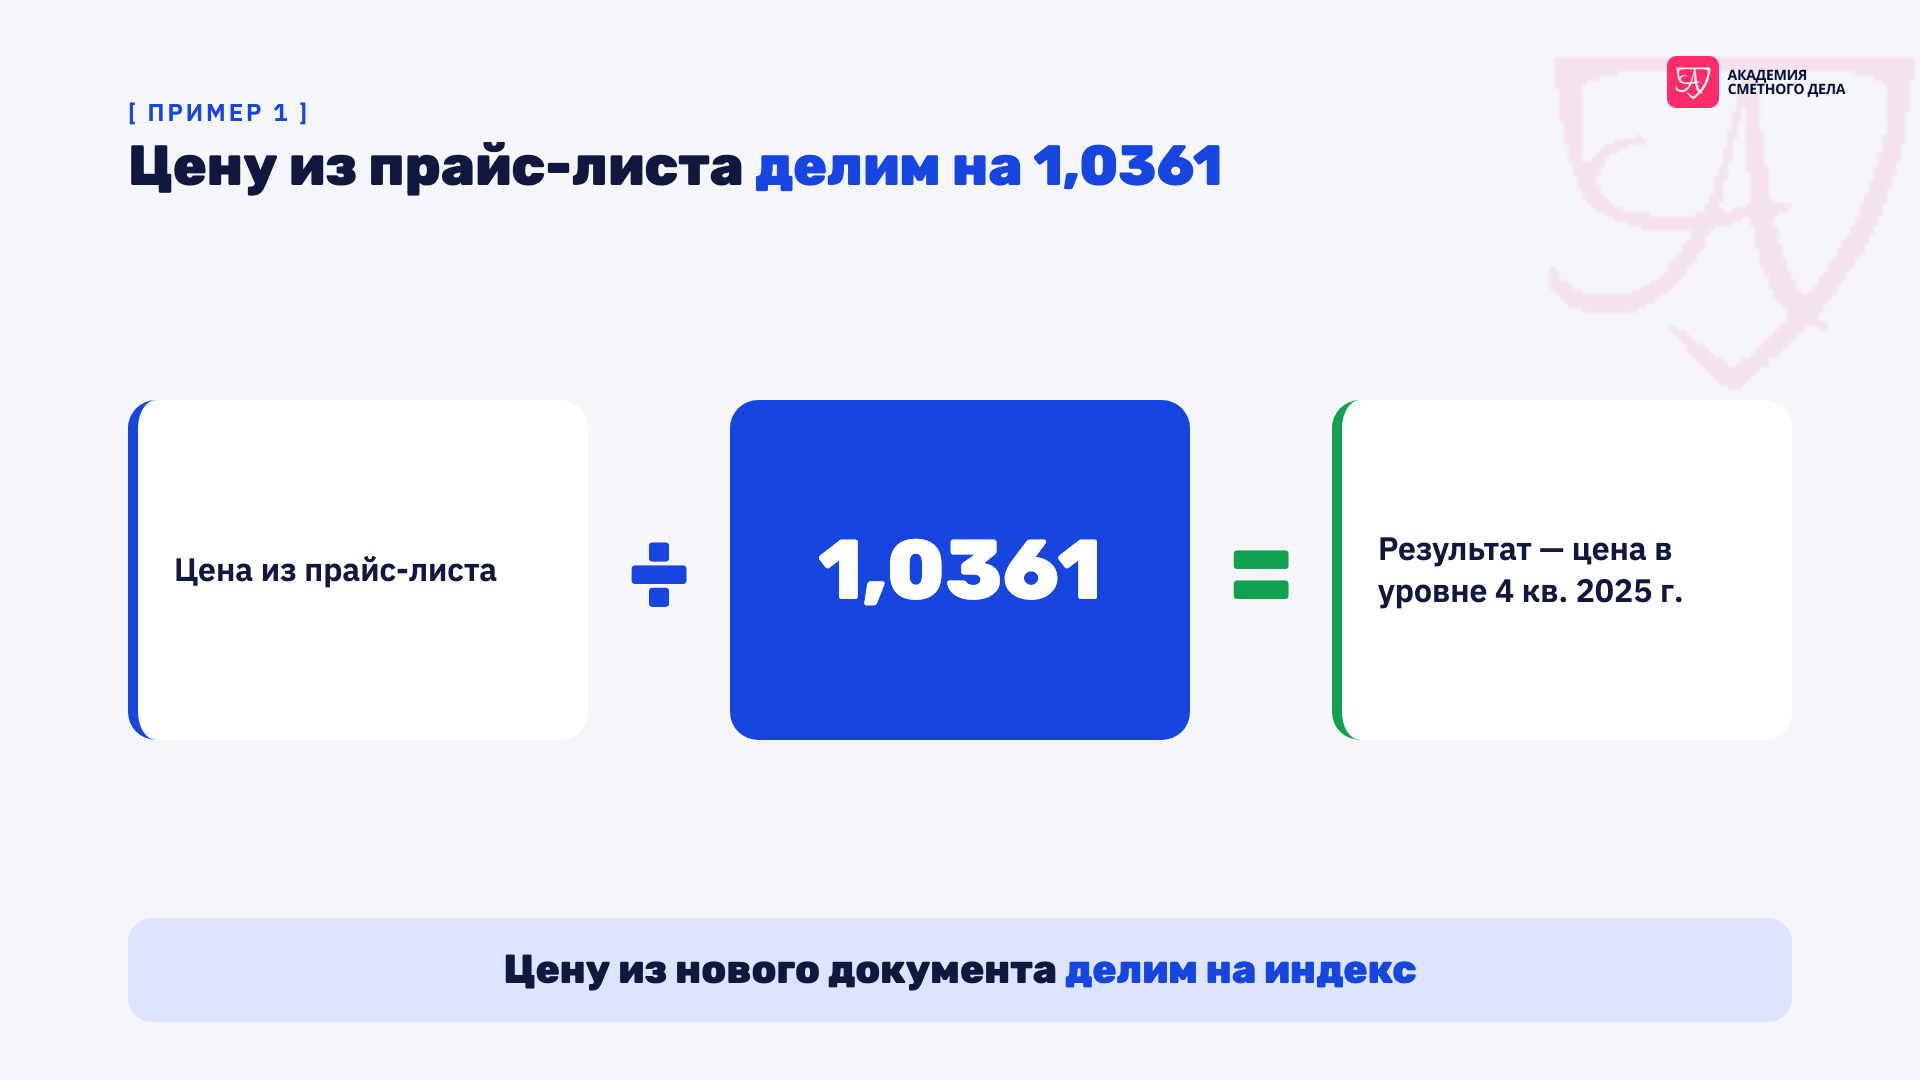 АКАДЕМИЯ
СМЕТНОГО ДЕЛА
[ ПРИМЕР 1 ]
Цену из прайс-листа делим на 1,0361
Цена из прайс-листа
÷
1,0361
=
Результат — цена в
уровне 4 кв. 2025 г.
Цену из нового документа делим на индекс